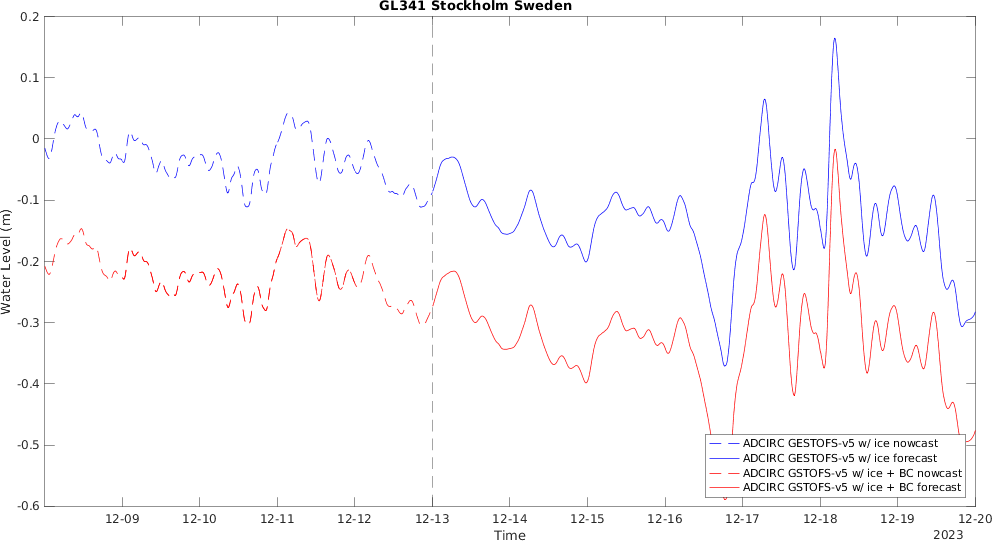 GL341 Stockholm Sweden
Water Level (m)
0.2
0.1
0
-0.1
-0.2
-0.3
-0.4
-0.5
-0.6
ADCIRC GESTOFS-v5 w/ ice nowcast
ADCIRC GESTOFS-v5 w/ ice forecast
ADCIRC GSTOFS-v5 w/ ice + BC nowcast
ADCIRC GSTOFS-v5 w/ ice + BC forecast
12-09 12-10 12-11 12-12 12-13 12-14 12-15 12-16 12-17 12-18 12-19 12-20
Time
2023